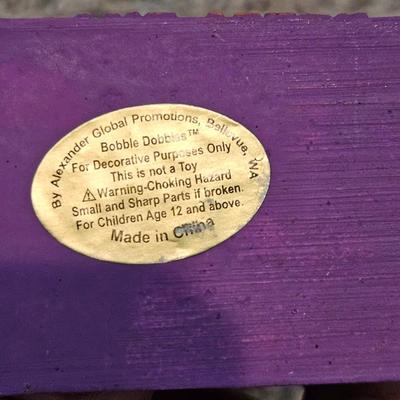 By Alexander Global Promotions, Bellevue, WA
Bobble Dobbles™
For Decorative Purposes Only
This is not a Toy
⚠Warning-Choking Hazard
Small and Sharp Parts if broken.
For Children Age 12 and above.
Made in China